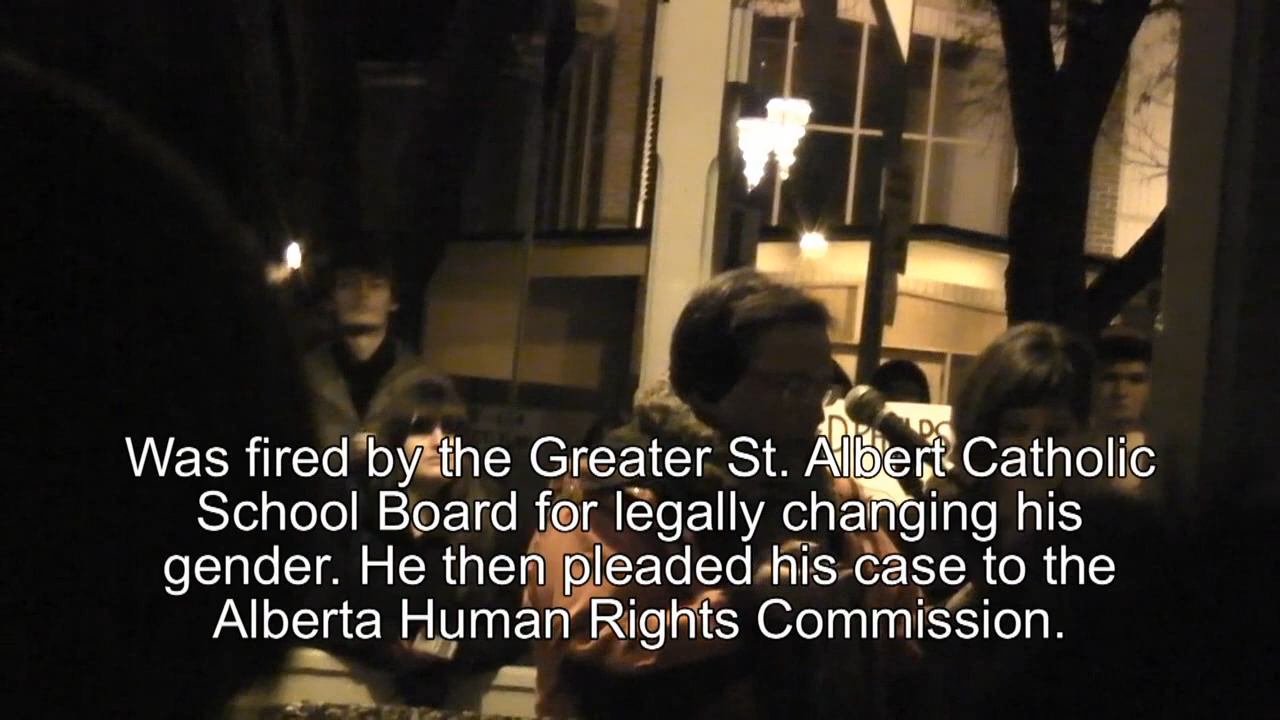 Was fired by the Greater St. Albert Catholic
School Board for legally changing his
gender. He then pleaded his case to the
Alberta Human Rights Commission.